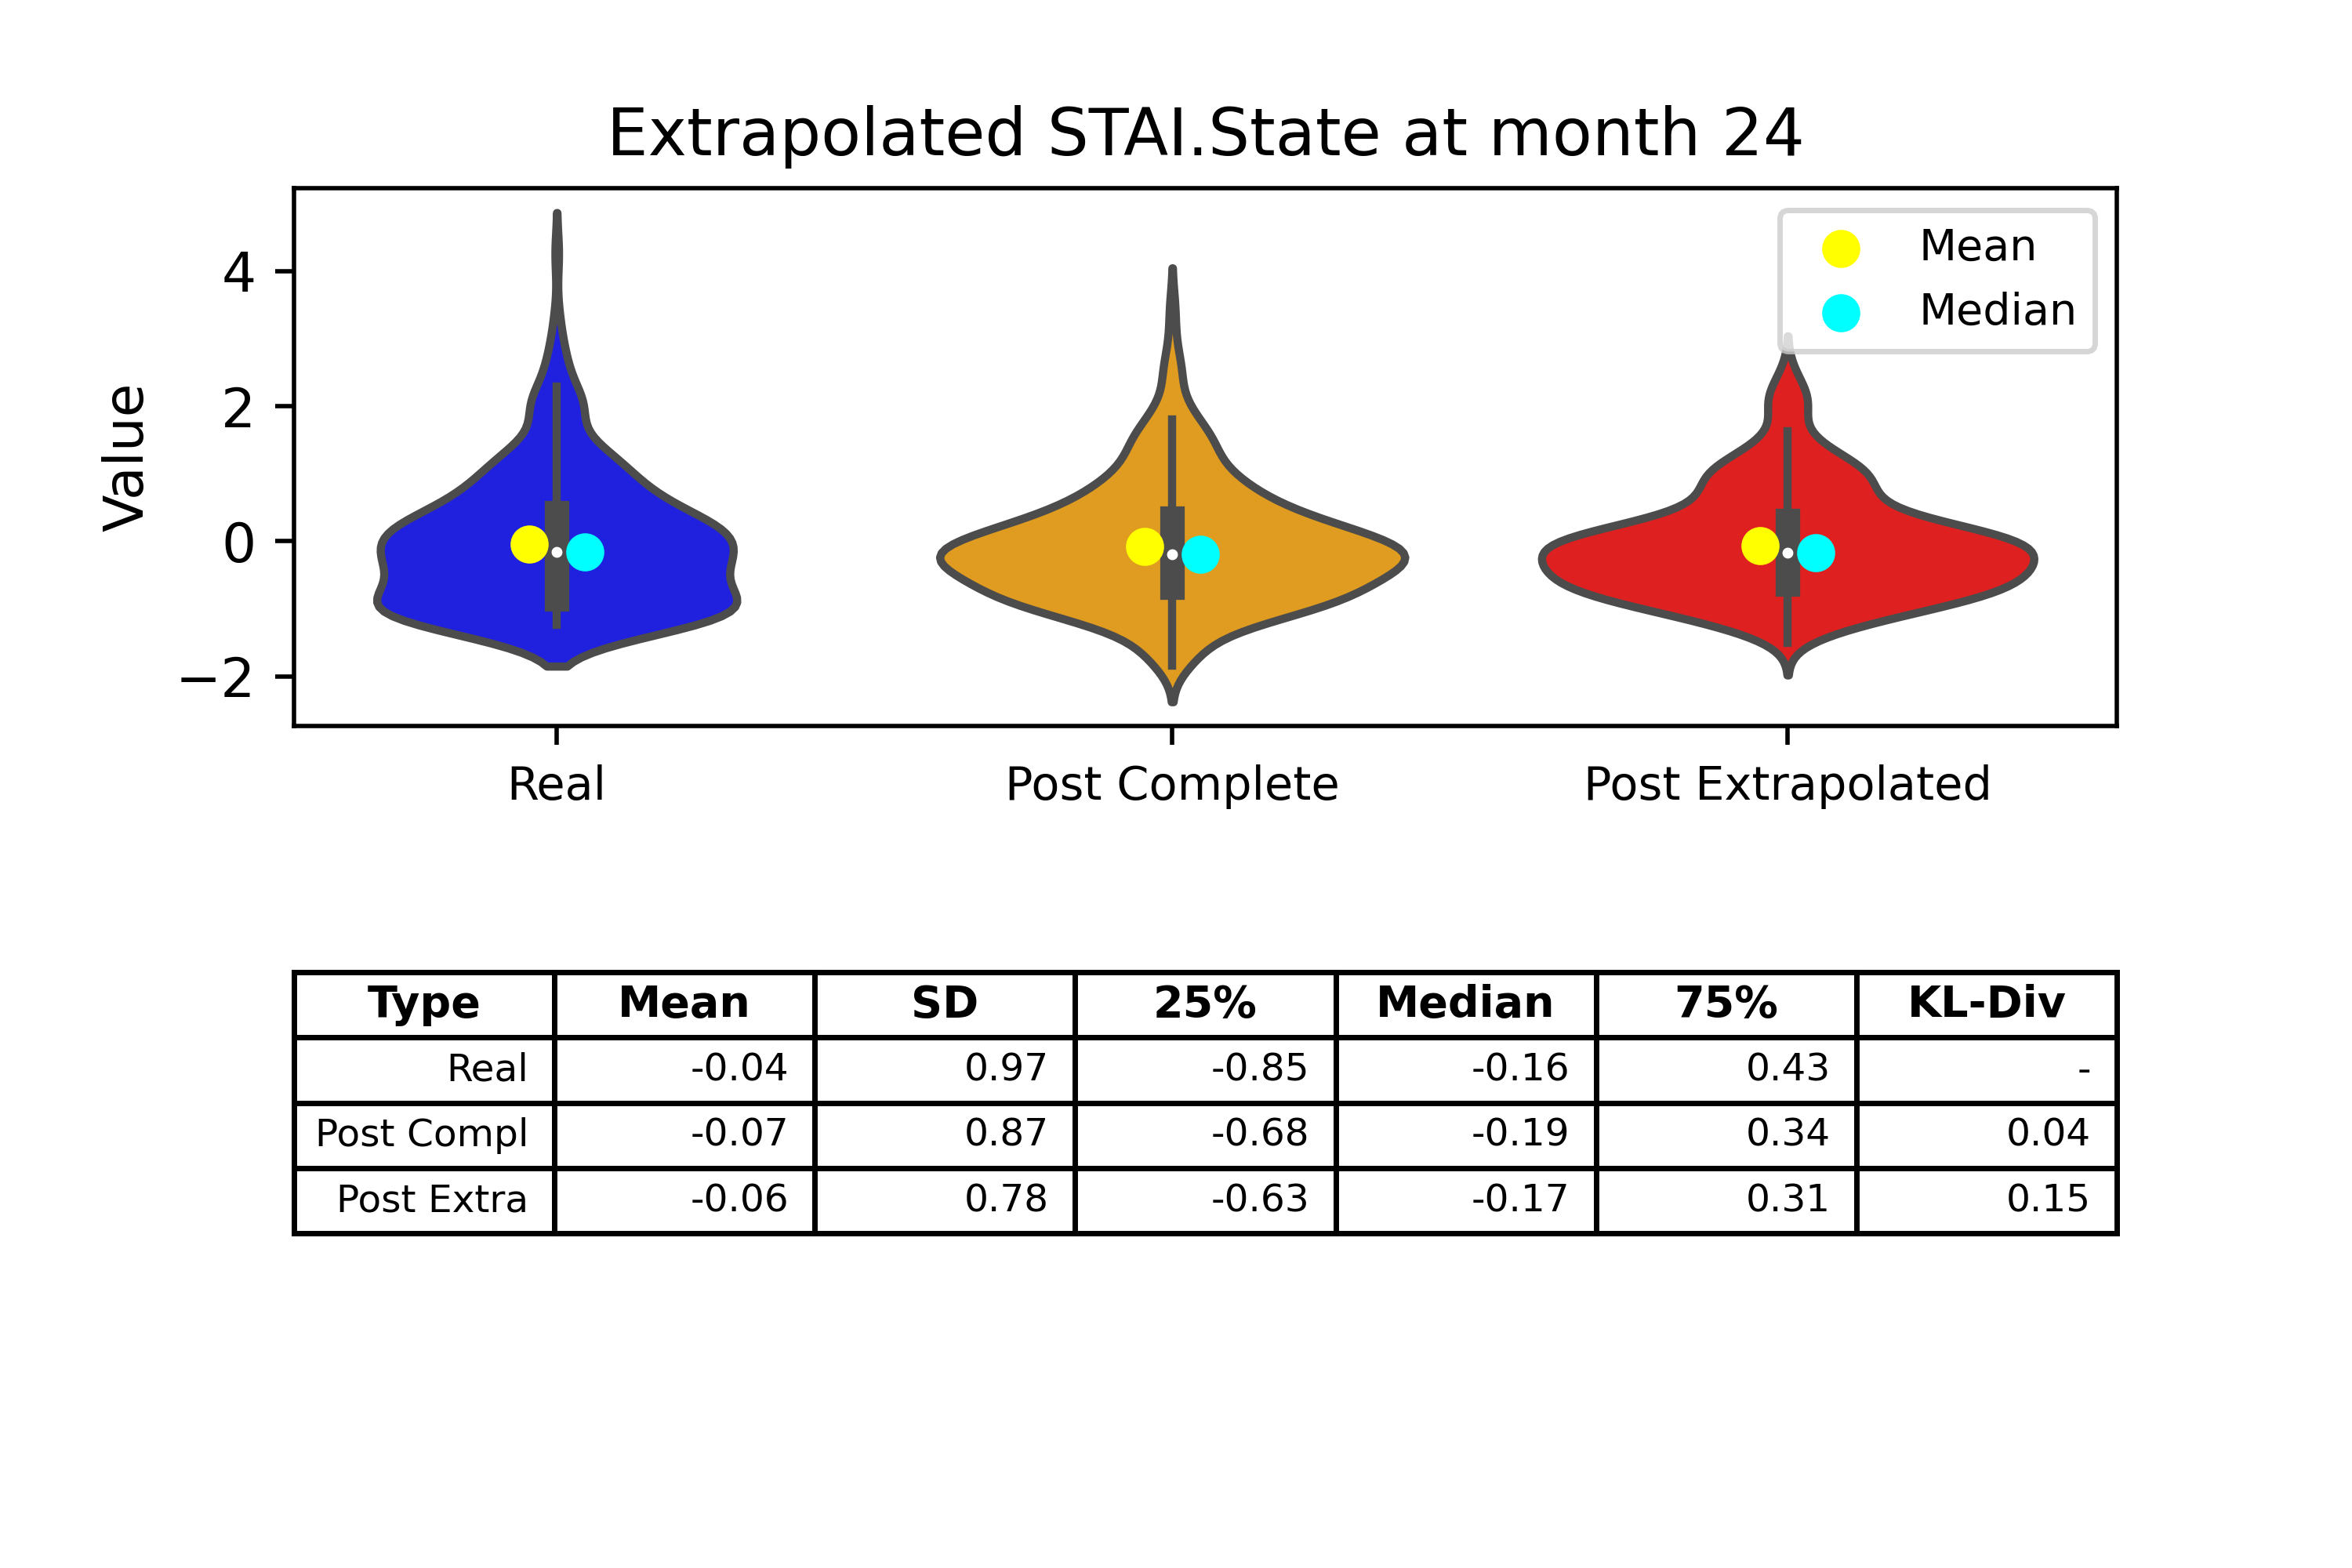 Extrapolated STAI.State at month 24
Mean
Median
Value
4
2
0
−2
Real Post Complete Post Extrapolated
Type Mean SD 25% Median 75% KL-Div
Real -0.04 0.97 -0.85 -0.16 0.43 -
Post Compl -0.07 0.87 -0.68 -0.19 0.34 0.04
Post Extra -0.06 0.78 -0.63 -0.17 0.31 0.15